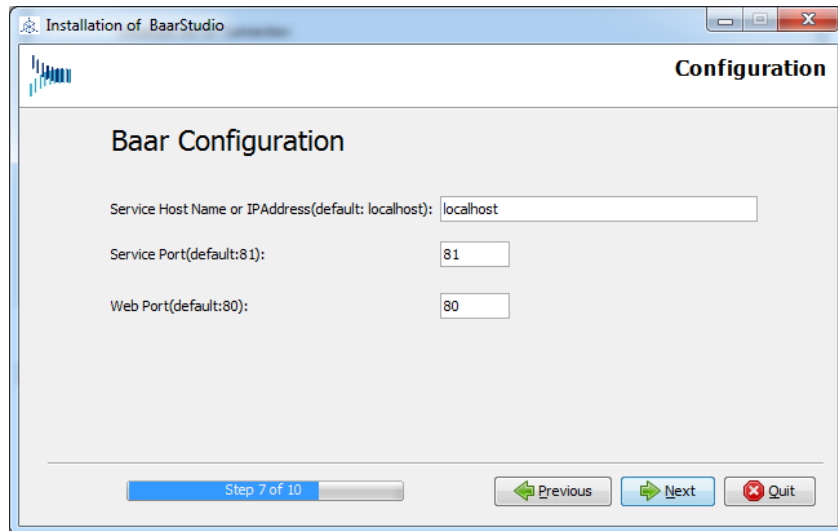 Installation of BaarStudio
Configuration
Baar Configuration
Service Host Name or IPAddress(default: localhost): localhost
Service Port(default:81): 81
Web Port(default:80): 80
Step 7 of 10 Previous Next Quit